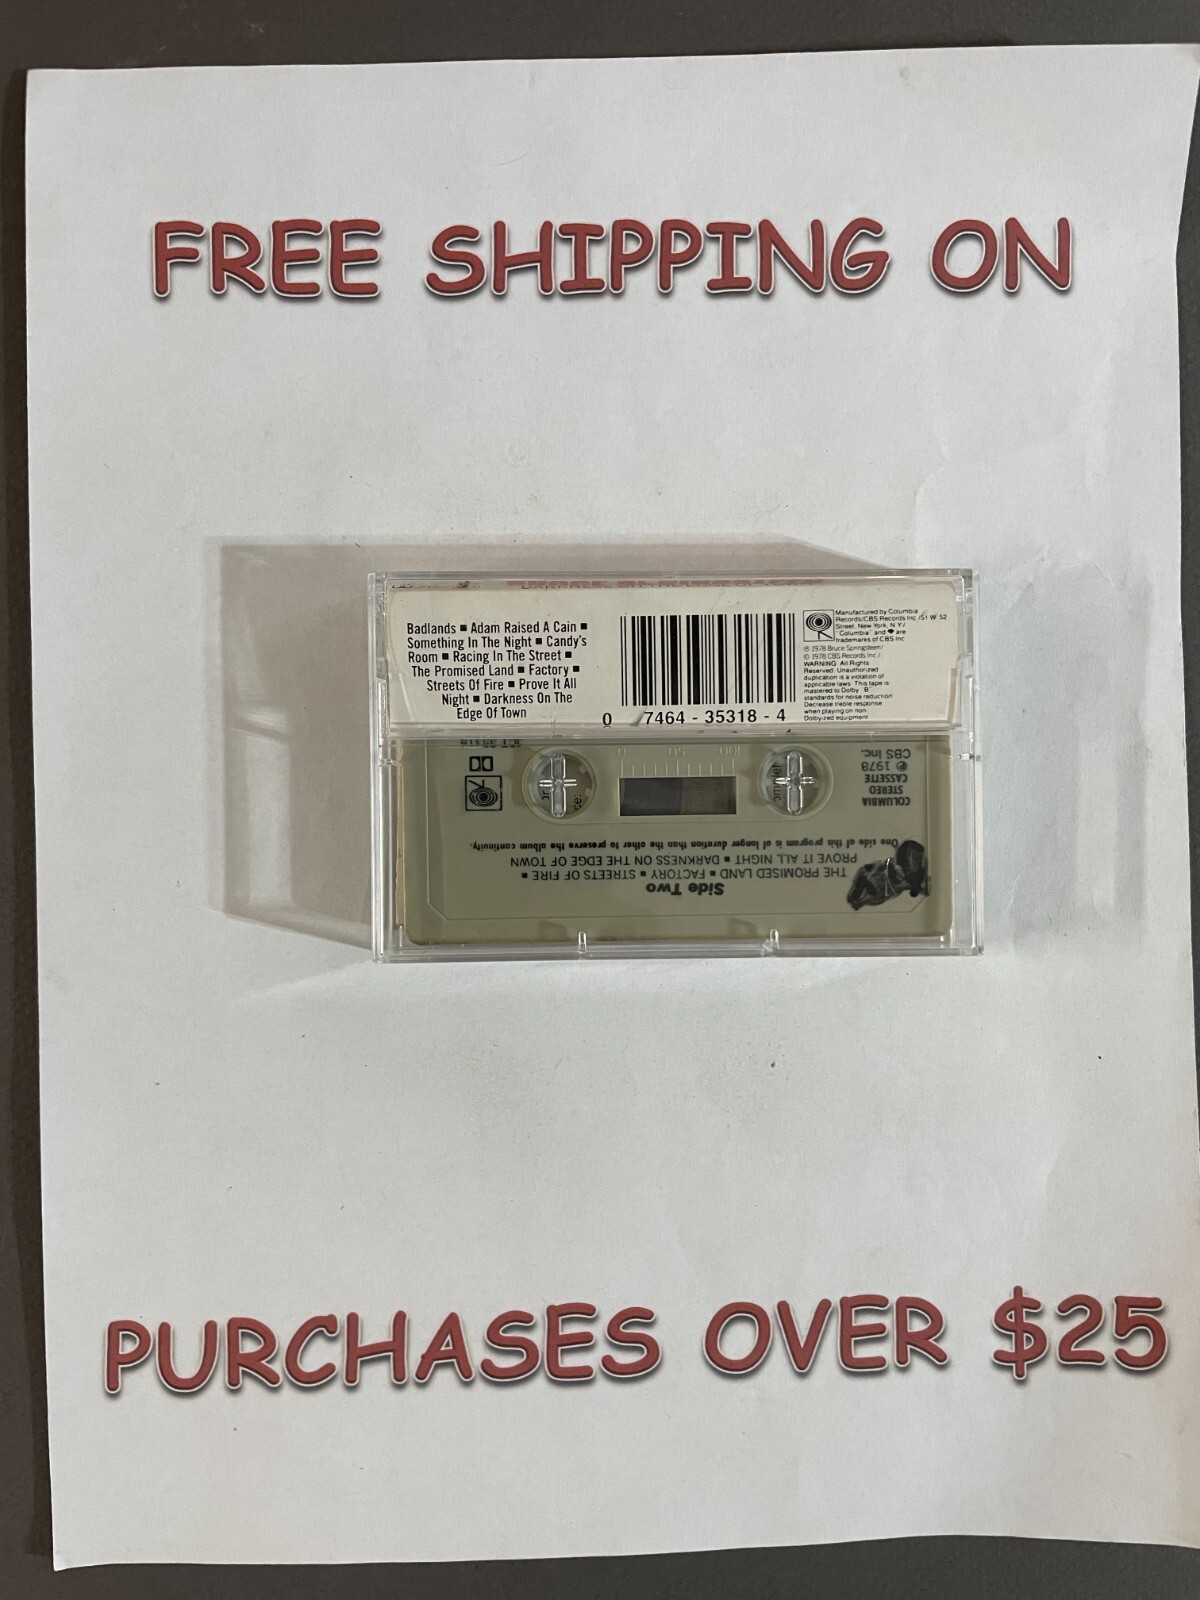 FREE SHIPPING ON
Badlands ■ Adam Raised A Cain ■
Something In The Night ■ Candy's
Room ■ Racing In The Street ■
The Promised Land ■ Factory ■
Streets Of Fire ■ Prove It All
Night ■ Darkness On The
Edge Of Town
0 7464-35318-4
Manufactured by Columbia
Records/CBS Records Inc./51 W 52
Street, New York, N.Y./
"Columbia" and are
trademarks of CBS Inc
℗ 1978 Bruce Springsteen/
© 1978 CBS Records Inc./
WARNING: All Rights
Reserved. Unauthorized
duplication is a violation of
applicable laws. This tape is
mastered to Dolby "B"
standards for noise reduction
Decrease treble response
when playing on non-
Dolbyized equipment
0 50 100
COLUMBIA
STEREO
CASSETTE
℗ 1978
CBS Inc.
Side Two
THE PROMISED LAND ■ FACTORY ■ STREETS OF FIRE ■
PROVE IT ALL NIGHT ■ DARKNESS ON THE EDGE OF TOWN
One side of this program is of longer duration than the other to preserve the album continuity.
PURCHASES OVER $25